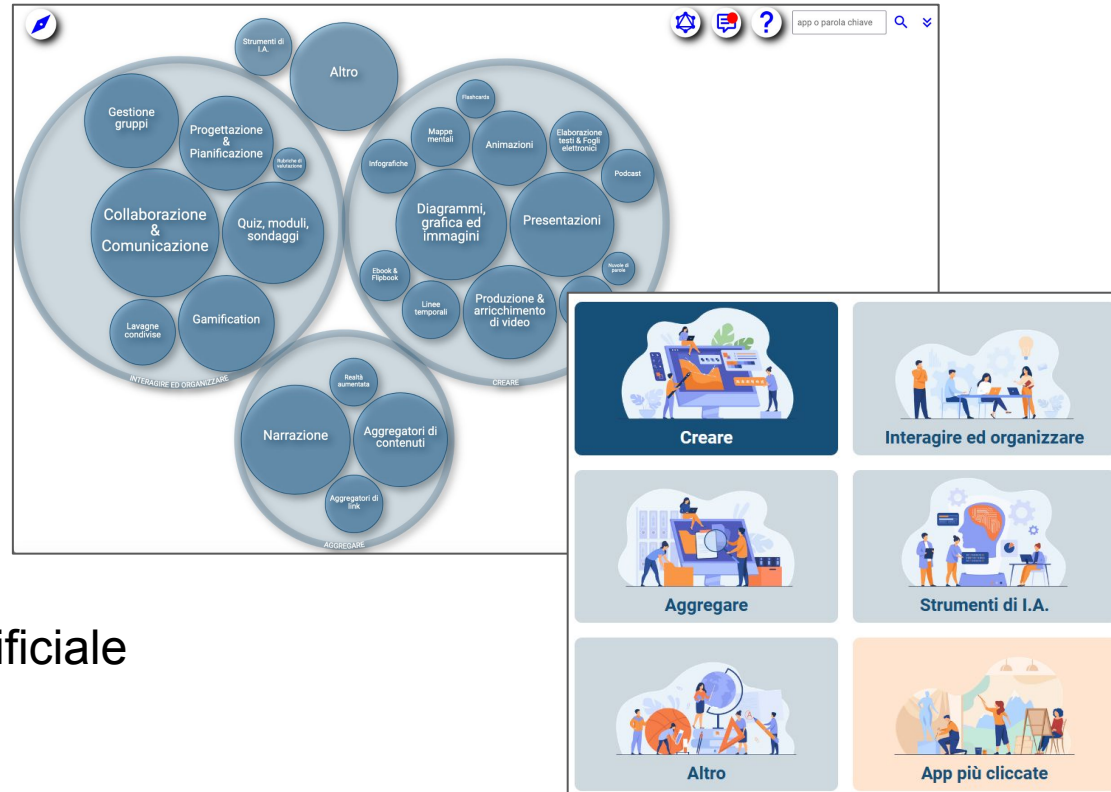 app o parola chiave
Strumenti di
I.A.
Altro
Gestione
gruppi
Progettazione
&
Pianificazione
Rubriche di
valutazione
Collaborazione
&
Comunicazione
Quiz, moduli,
sondaggi
Lavagne
condivise
Gamification
INTERAGIRE ED ORGANIZZARE
Flashcards
Mappe
mentali
Animazioni
Elaborazione
testi & Fogli
elettronici
Infografiche
Podcast
Diagrammi,
grafica ed
immagini
Presentazioni
Ebook &
Flipbook
Nuvole di
parole
Linee
temporali
Produzione &
arricchimento
di video
CREARE
Realtà
aumentata
Narrazione
Aggregatori di
contenuti
Aggregatori di
link
AGGREGARE
ificiale
Creare
Interagire ed organizzare
Aggregare
Strumenti di I.A.
Altro
App più cliccate